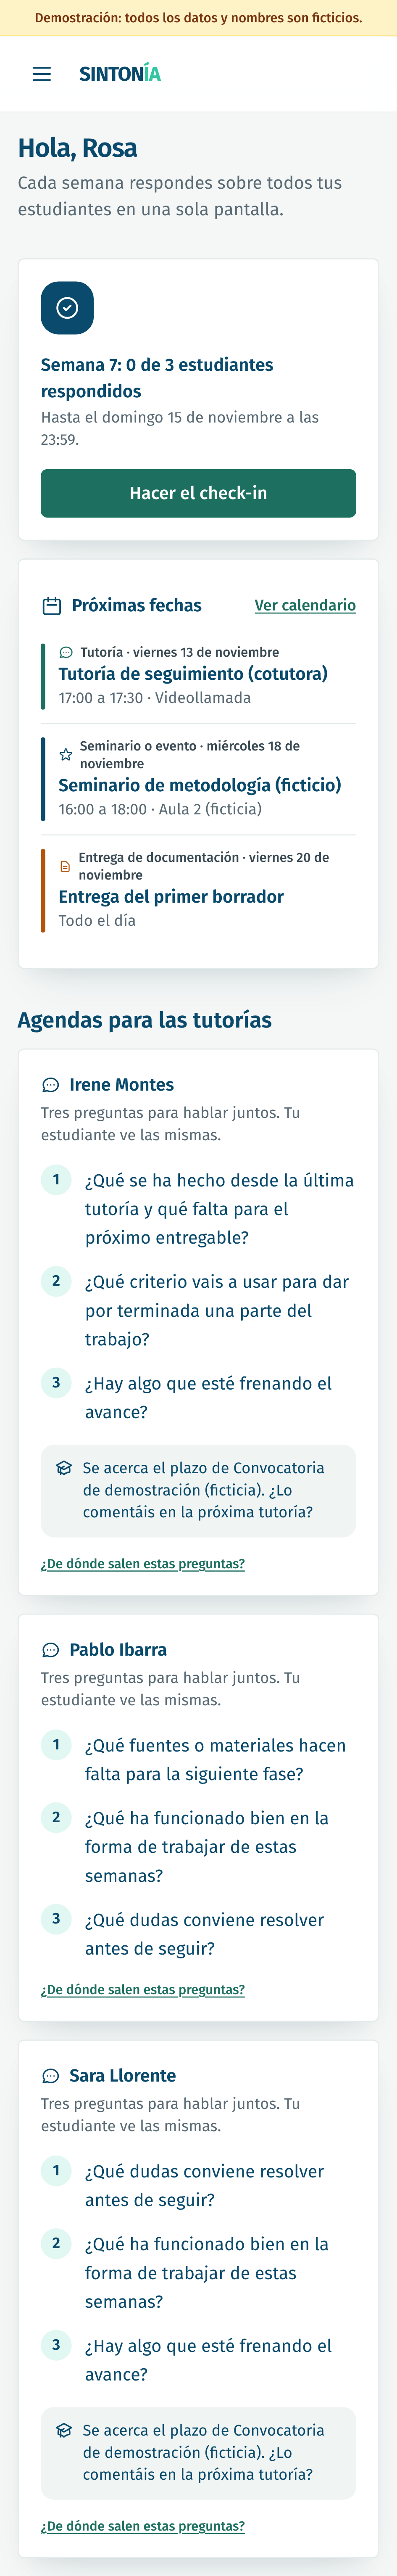 Demostración: todos los datos y nombres son ficticios.
SINTONÍA
Hola, Rosa
Cada semana respondes sobre todos tus
estudiantes en una sola pantalla.
Semana 7: 0 de 3 estudiantes
respondidos
Hasta el domingo 15 de noviembre a las
23:59.
Hacer el check-in
Próximas fechas
Ver calendario
Tutoría · viernes 13 de noviembre
Tutoría de seguimiento (cotutora)
17:00 a 17:30 · Videollamada
Seminario o evento · miércoles 18 de
noviembre
Seminario de metodología (ficticio)
16:00 a 18:00 · Aula 2 (ficticia)
Entrega de documentación · viernes 20 de
noviembre
Entrega del primer borrador
Todo el día
Agendas para las tutorías
Irene Montes
Tres preguntas para hablar juntos. Tu
estudiante ve las mismas.
1 ¿Qué se ha hecho desde la última
tutoría y qué falta para el
próximo entregable?
2 ¿Qué criterio vais a usar para dar
por terminada una parte del
trabajo?
3 ¿Hay algo que esté frenando el
avance?
Se acerca el plazo de Convocatoria
de demostración (ficticia). ¿Lo
comentáis en la próxima tutoría?
¿De dónde salen estas preguntas?
Pablo Ibarra
Tres preguntas para hablar juntos. Tu
estudiante ve las mismas.
1 ¿Qué fuentes o materiales hacen
falta para la siguiente fase?
2 ¿Qué ha funcionado bien en la
forma de trabajar de estas
semanas?
3 ¿Qué dudas conviene resolver
antes de seguir?
¿De dónde salen estas preguntas?
Sara Llorente
Tres preguntas para hablar juntos. Tu
estudiante ve las mismas.
1 ¿Qué dudas conviene resolver
antes de seguir?
2 ¿Qué ha funcionado bien en la
forma de trabajar de estas
semanas?
3 ¿Hay algo que esté frenando el
avance?
Se acerca el plazo de Convocatoria
de demostración (ficticia). ¿Lo
comentáis en la próxima tutoría?
¿De dónde salen estas preguntas?